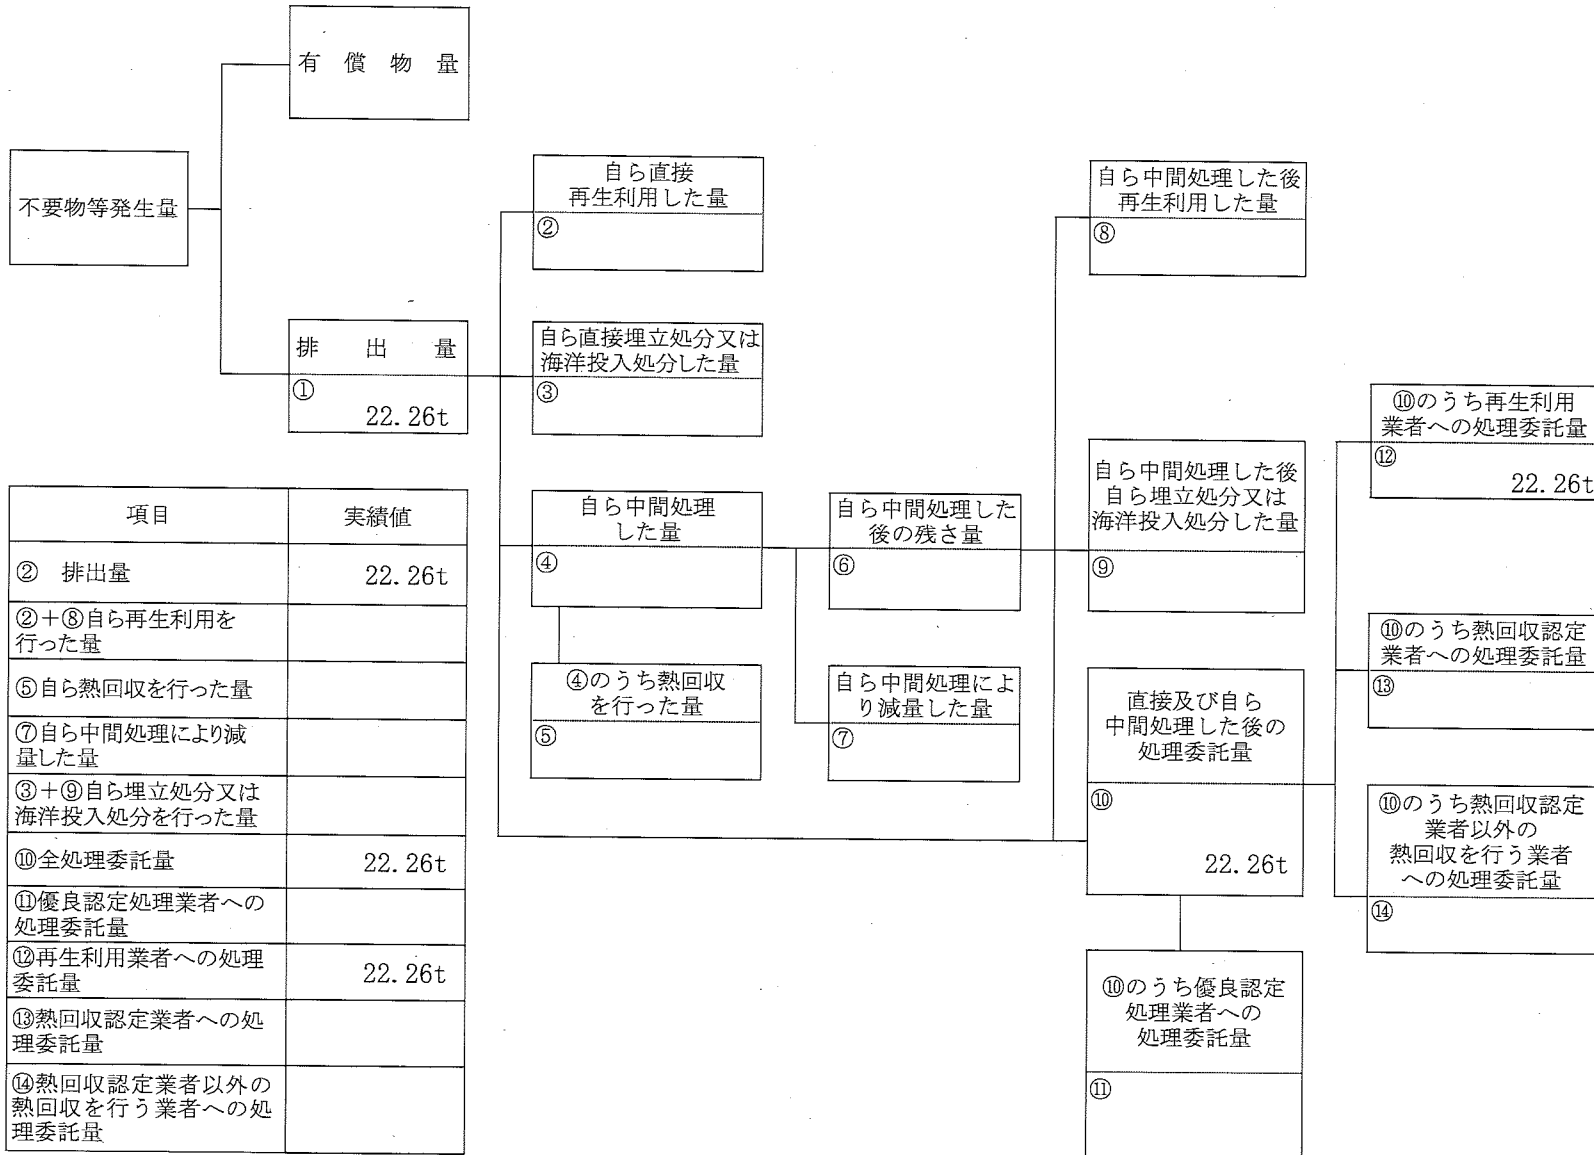 有償物量
不要物等発生量
排出量
①
22.26t
自ら直接
再生利用した量
②
自ら直接埋立処分又は
海洋投入処分した量
③
自ら中間処理
した量
④
④のうち熱回収
を行った量
⑤
自ら中間処理した
後の残さ量
⑥
自ら中間処理によ
り減量した量
⑦
自ら中間処理した後
再生利用した量
⑧
自ら中間処理した後
自ら埋立処分又は
海洋投入処分した量
⑨
直接及び自ら
中間処理した後の
処理委託量
⑩
22.26t
⑩のうち優良認定
処理業者への
処理委託量
⑪
⑩のうち再生利用
業者への処理委託量
⑫
22.26t
⑩のうち熱回収認定
業者への処理委託量
⑬
⑩のうち熱回収認定
業者以外の
熱回収を行う業者
への処理委託量
⑭
項目 実績値
② 排出量 22.26t
②+⑧自ら再生利用を
行った量
⑤自ら熱回収を行った量
⑦自ら中間処理により減
量した量
③+⑨自ら埋立処分又は
海洋投入処分を行った量
⑩全処理委託量 22.26t
⑪優良認定処理業者への
処理委託量
⑫再生利用業者への処理
委託量 22.26t
⑬熱回収認定業者への処
理委託量
⑭熱回収認定業者以外の
熱回収を行う業者への処
理委託量